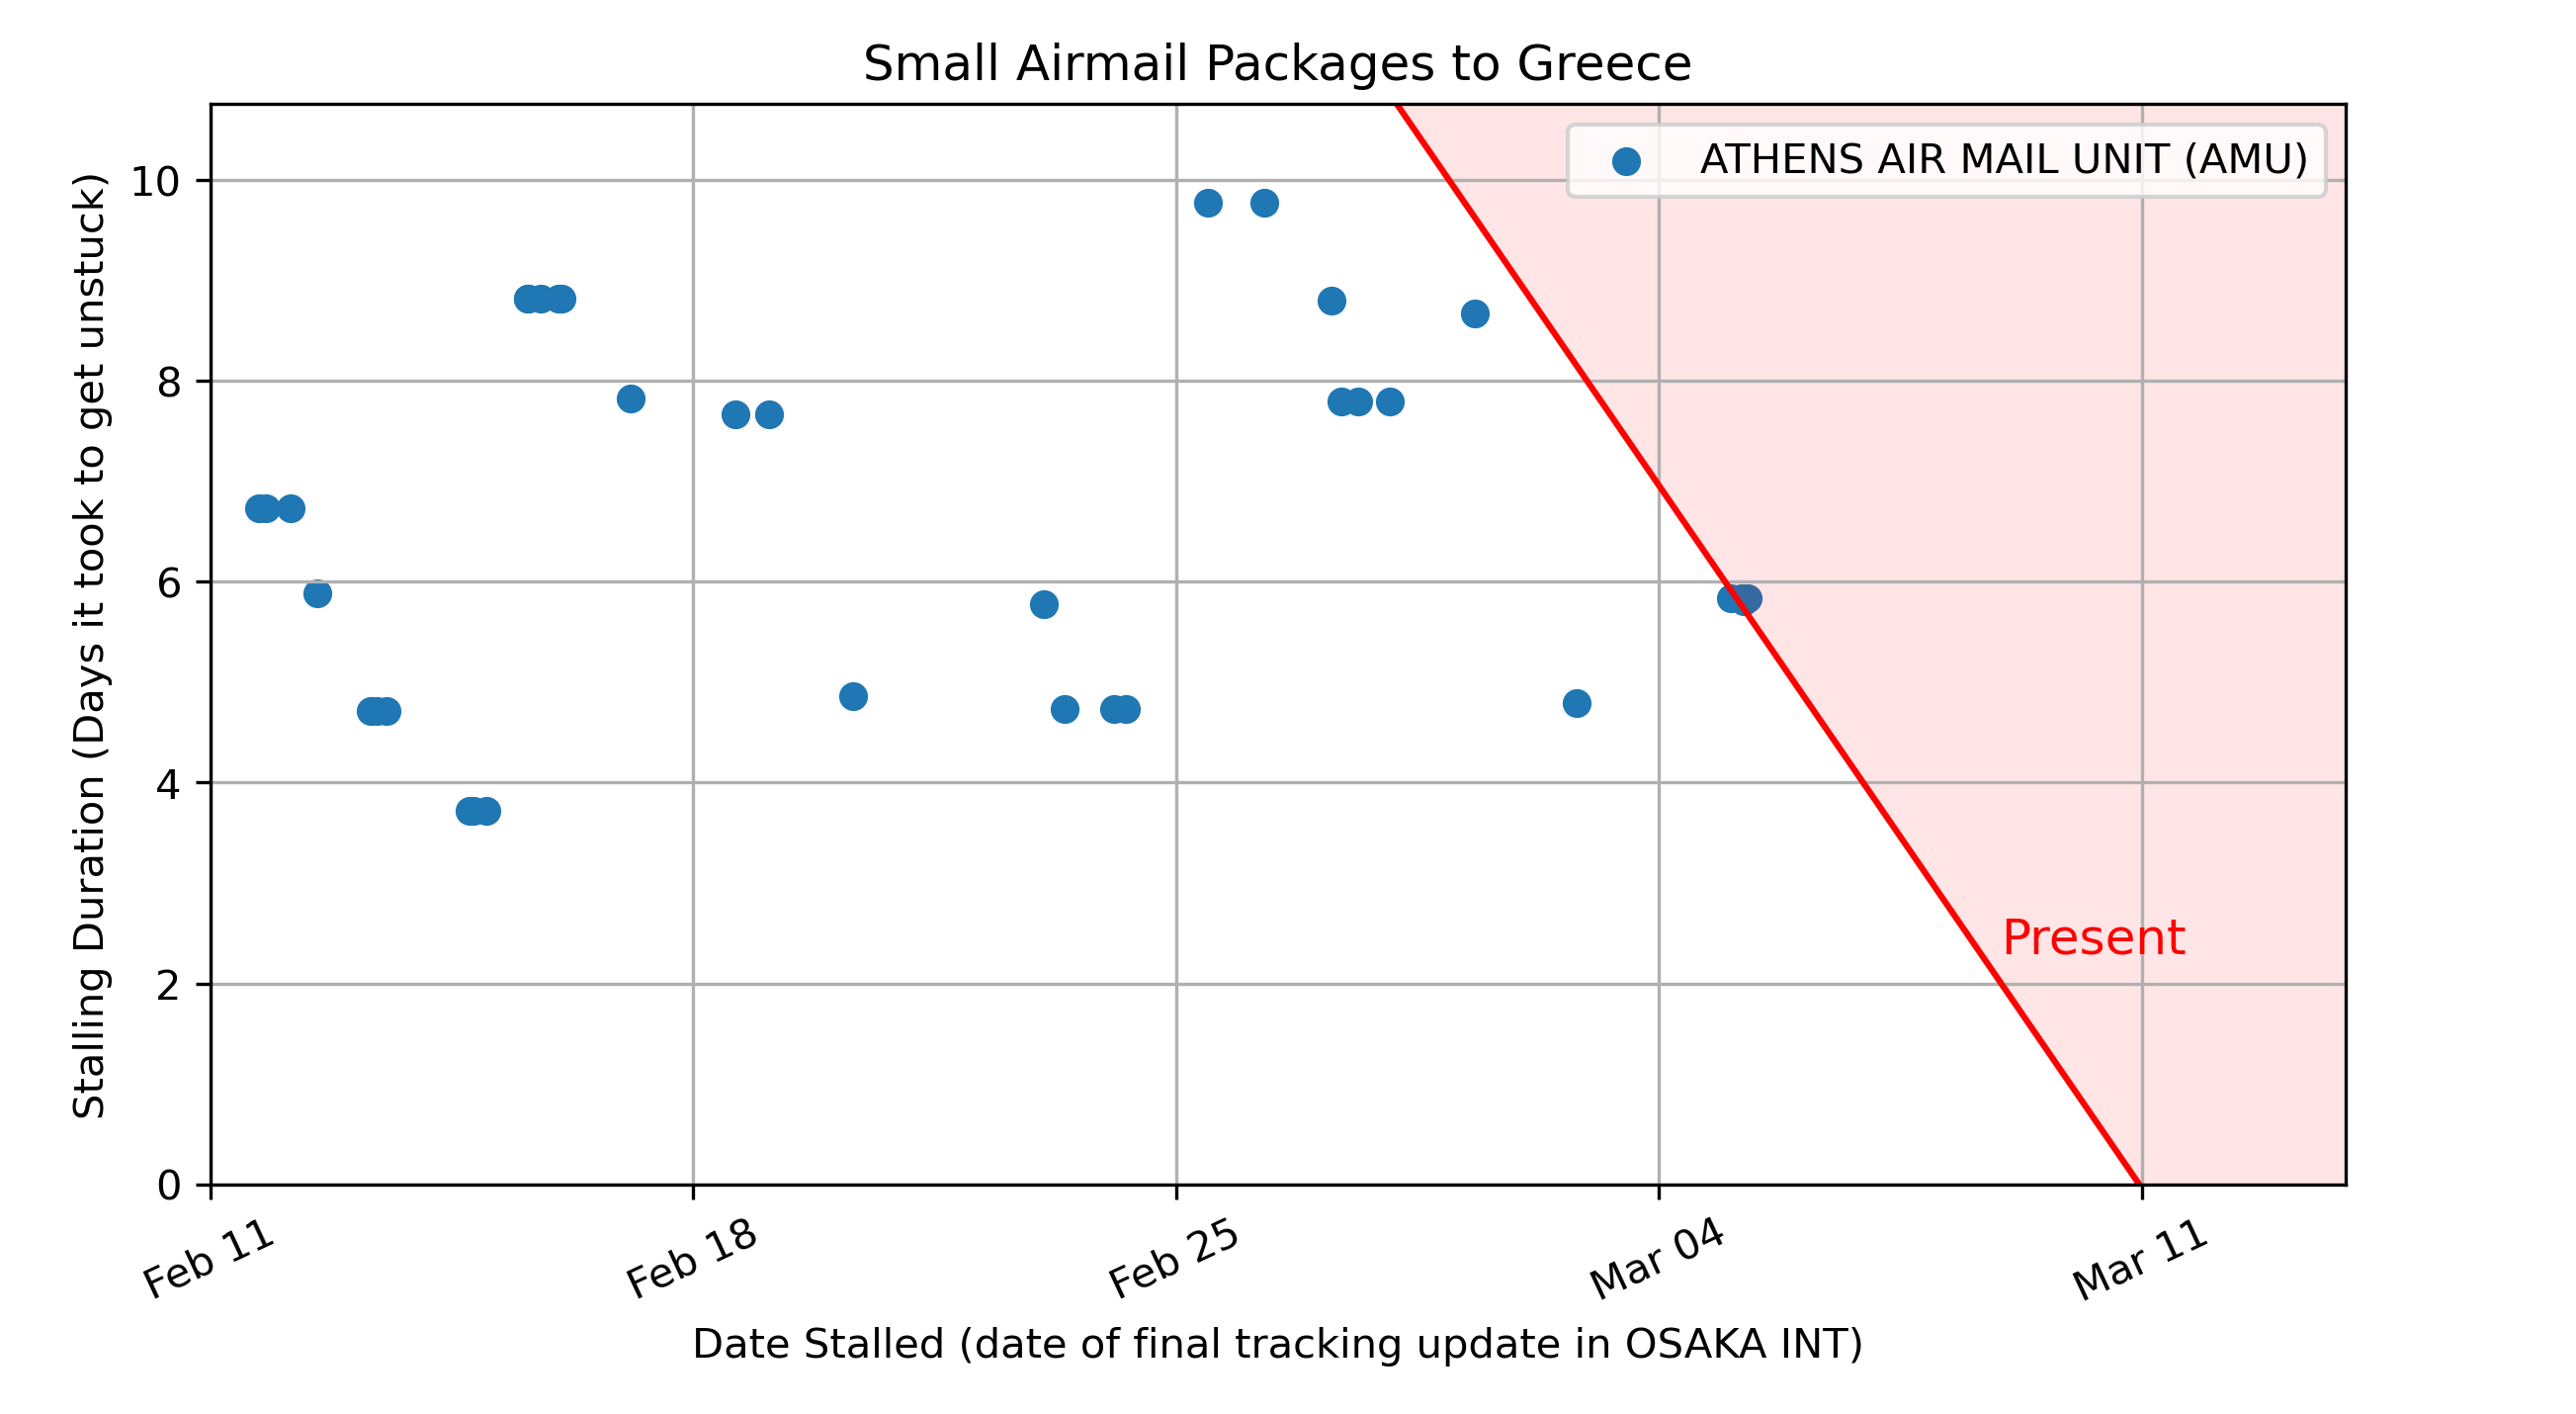 Small Airmail Packages to Greece
ATHENS AIR MAIL UNIT (AMU)
Stalling Duration (Days it took to get unstuck)
10
8
6
4
2
0
Present
Feb 11
Feb 18
Feb 25
Mar 04
Mar 11
Date Stalled (date of final tracking update in OSAKA INT)